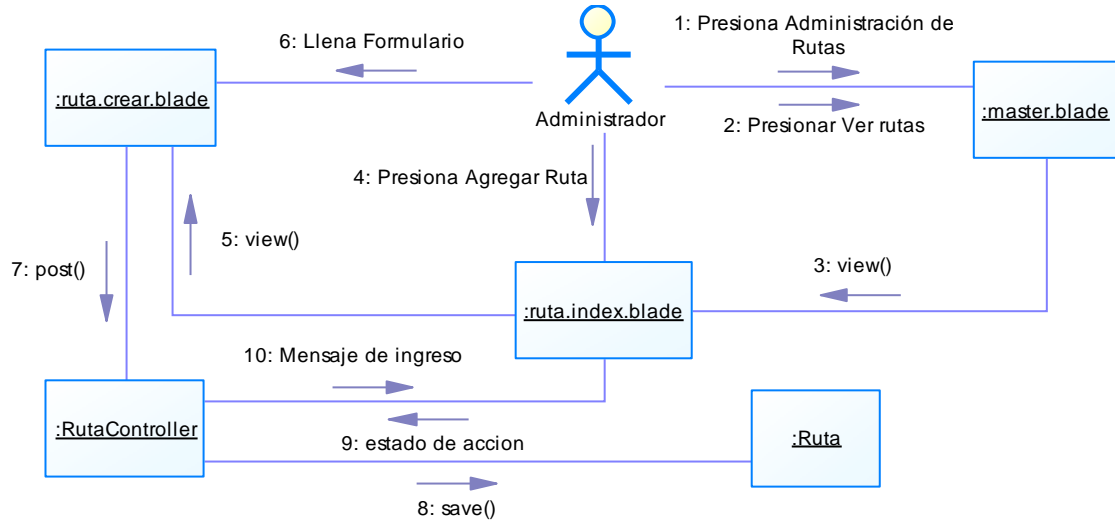 6: Llena Formulario
1: Presiona Administración de
Rutas
:ruta.crear.blade
Administrador
:master.blade
2: Presionar Ver rutas
4: Presiona Agregar Ruta
5: view()
7: post()
3: view()
:ruta.index.blade
10: Mensaje de ingreso
:RutaController
9: estado de accion
:Ruta
8: save()